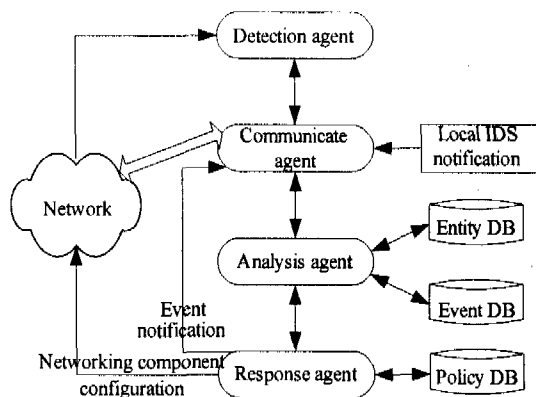 Detection agent
Communicate
agent
Local IDS
notification
Network
Entity DB
Analysis agent
Event DB
Event
notification
Networking component
configuration
Response agent
Policy DB